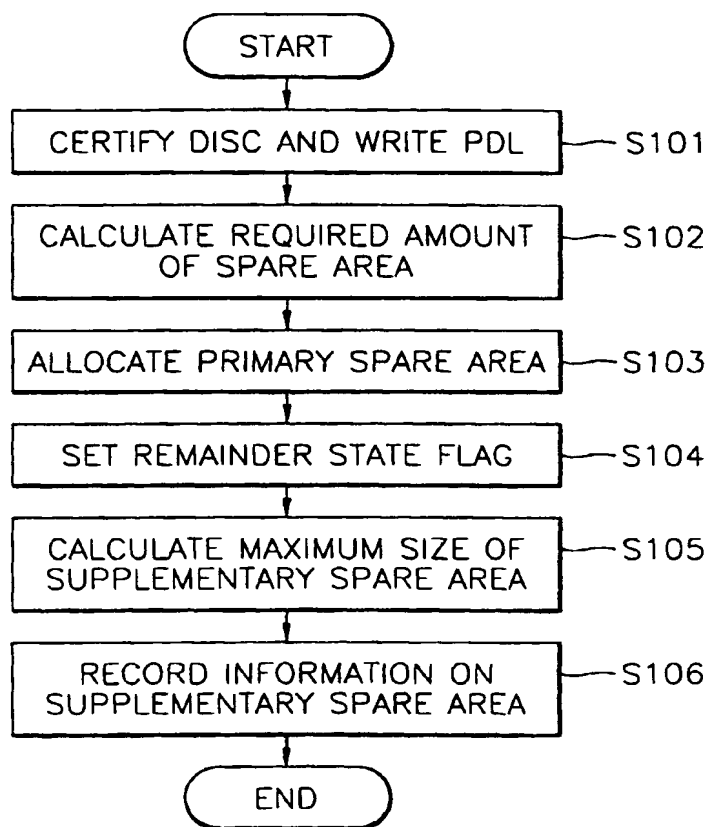 START
CERTIFY DISC AND WRITE PDL
S101
CALCULATE REQUIRED AMOUNT
OF SPARE AREA
S102
ALLOCATE PRIMARY SPARE AREA
S103
SET REMAINDER STATE FLAG
S104
CALCULATE MAXIMUM SIZE OF
SUPPLEMENTARY SPARE AREA
S105
RECORD INFORMATION ON
SUPPLEMENTARY SPARE AREA
S106
END